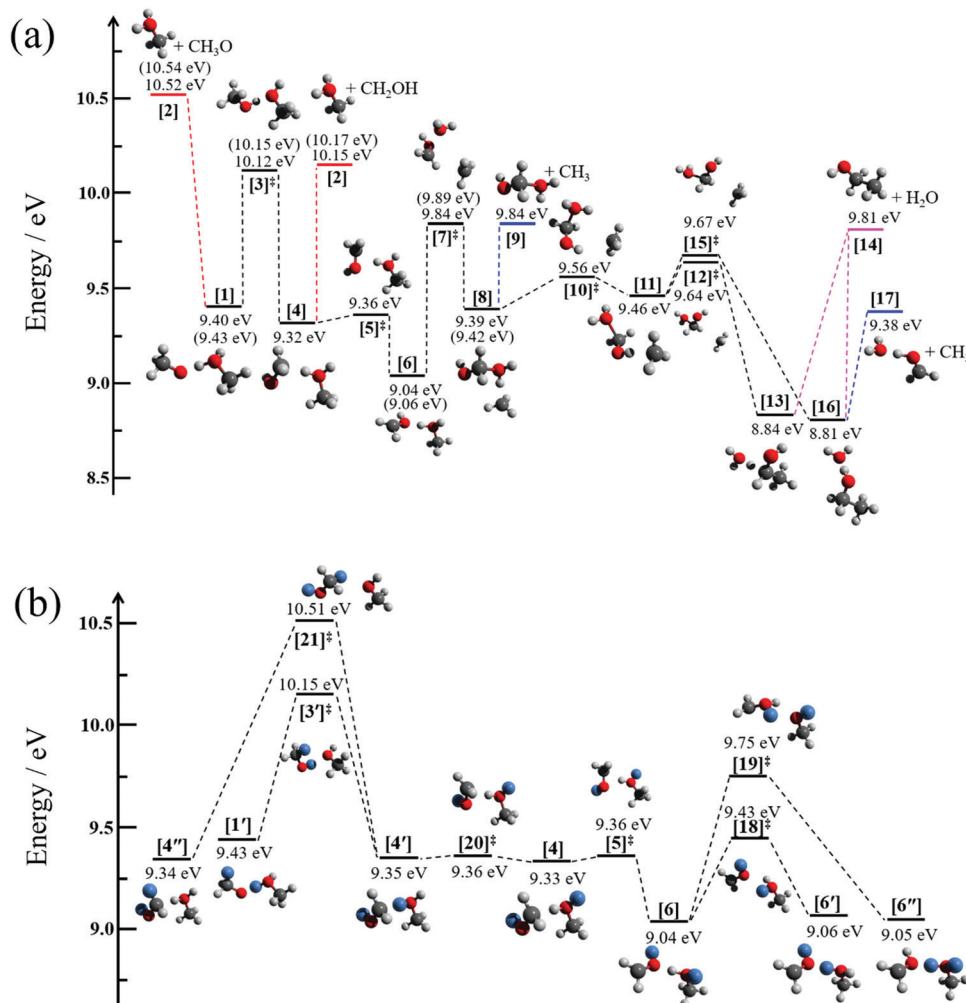 (a)
+ CH₃O
(10.54 eV)
10.52 eV
[2]
(10.15 eV)
10.12 eV
[3]‡
+ CH₂OH
(10.17 eV)
10.15 eV
[2]
(9.89 eV)
9.84 eV
[7]‡
+ CH₃
9.84 eV
[9]
9.67 eV
[15]‡
[12]‡
9.64 eV
+ H₂O
9.81 eV
[14]
10.5
10.0
9.5
9.0
8.5
Energy / eV
[1]
9.40 eV
(9.43 eV)
[4]
9.32 eV
9.36 eV
[5]‡
[6]
9.04 eV
(9.06 eV)
[8]
9.39 eV
(9.42 eV)
9.56 eV
[10]‡
[11]
9.46 eV
[17]
9.38 eV
[13]
8.84 eV
[16]
8.81 eV
(b)
10.51 eV
[21]‡
10.15 eV
[3′]‡
10.5
10.0
9.5
9.0
Energy / eV
[4″]
9.34 eV
[1′]
9.43 eV
[4′]
9.35 eV
[20]‡
9.36 eV
[4]
9.33 eV
9.36 eV
[5]‡
[6]
9.04 eV
9.75 eV
[19]‡
9.43 eV
[18]‡
[6′]
9.06 eV
[6″]
9.05 eV